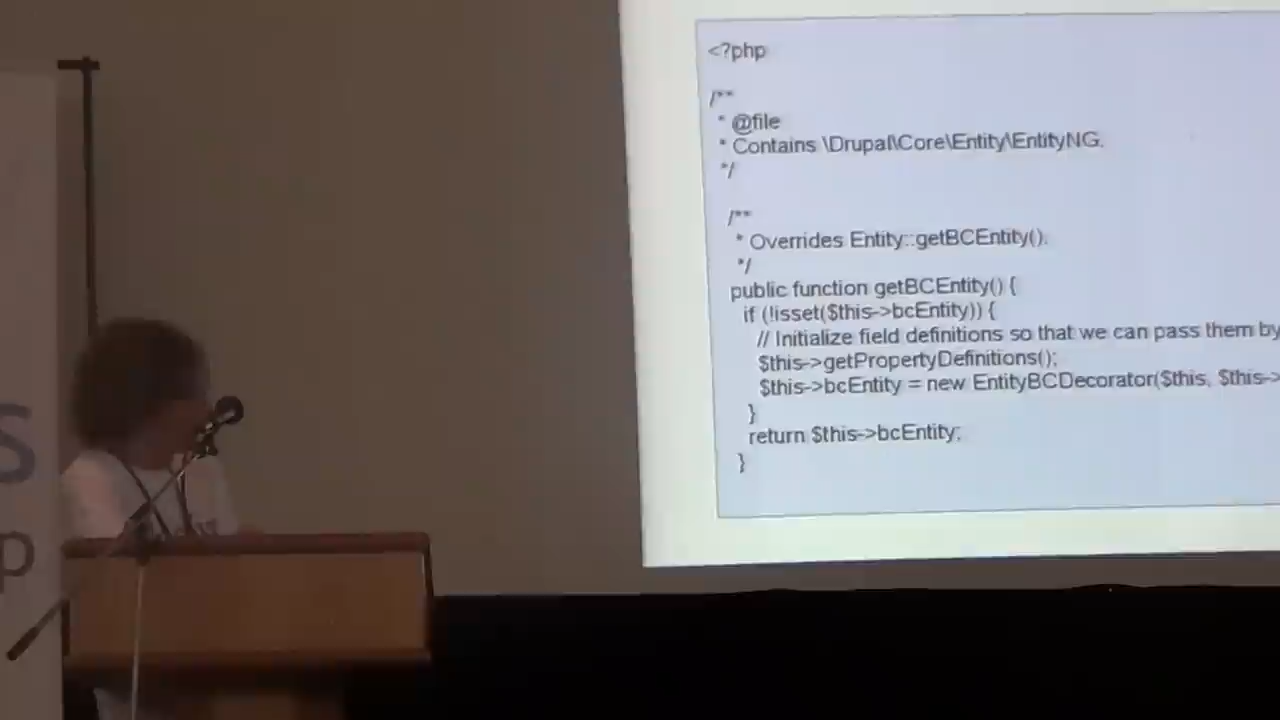 <?php
/**
* @file
* Contains \Drupal\Core\Entity\EntityNG.
*/
/**
* Overrides Entity::getBCEntity().
*/
public function getBCEntity() {
if (!isset($this->bcEntity)) {
// Initialize field definitions so that we can pass them by
$this->getPropertyDefinitions();
$this->bcEntity = new EntityBCDecorator($this, $this->
}
return $this->bcEntity;
}
S
p